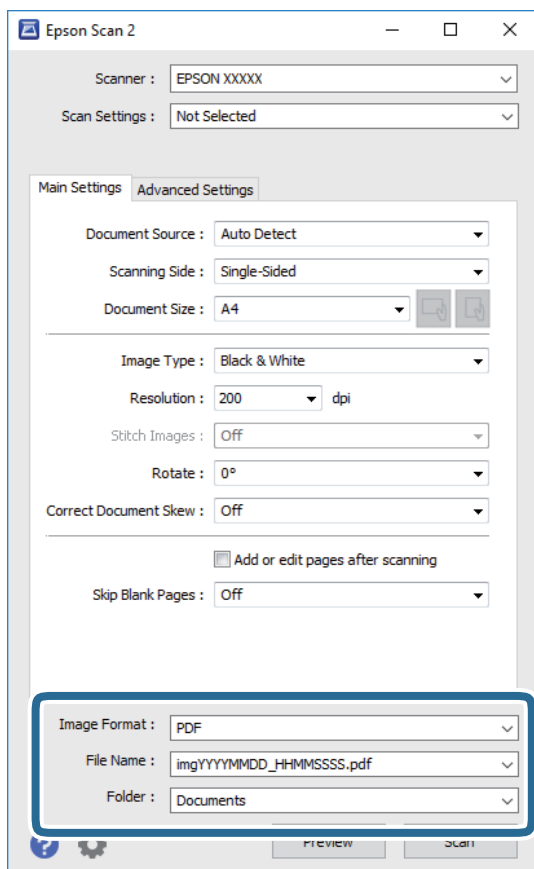 Epson Scan 2
Scanner : EPSON XXXXX
Scan Settings : Not Selected
Main Settings Advanced Settings
Document Source : Auto Detect
Scanning Side : Single-Sided
Document Size : A4
Image Type : Black & White
Resolution : 200 dpi
Stitch Images : Off
Rotate : 0°
Correct Document Skew : Off
Add or edit pages after scanning
Skip Blank Pages : Off
Image Format : PDF
File Name : imgYYYYMMDD_HHMMSSSS.pdf
Folder : Documents
? Preview Scan